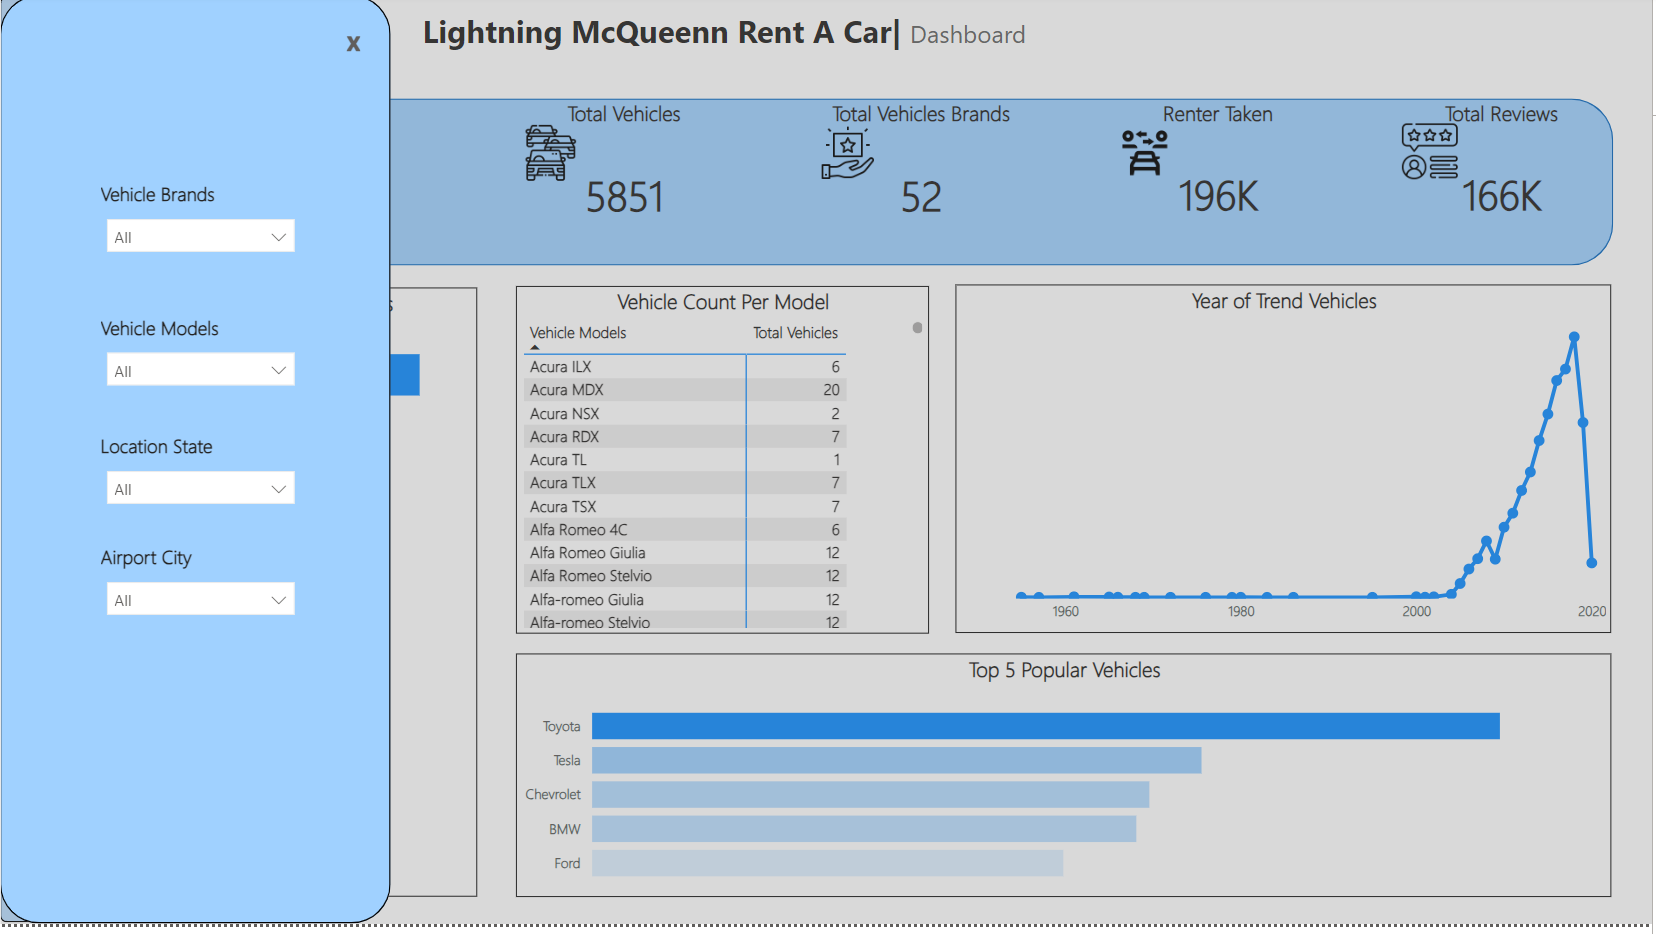 Lightning McQueenn Rent A Car| Dashboard
X
Vehicle Brands
All
Vehicle Models
All
Location State
All
Airport City
All
Total Vehicles
5851
Total Vehicles Brands
52
Renter Taken
196K
Total Reviews
166K
Vehicle Count Per Model
Vehicle Models Total Vehicles
Acura ILX 6
Acura MDX 20
Acura NSX 2
Acura RDX 7
Acura TL 1
Acura TLX 7
Acura TSX 7
Alfa Romeo 4C 6
Alfa Romeo Giulia 12
Alfa Romeo Stelvio 12
Alfa-romeo Giulia 12
Alfa-romeo Stelvio 12
Year of Trend Vehicles
1960 1980 2000 2020
Top 5 Popular Vehicles
Toyota
Tesla
Chevrolet
BMW
Ford